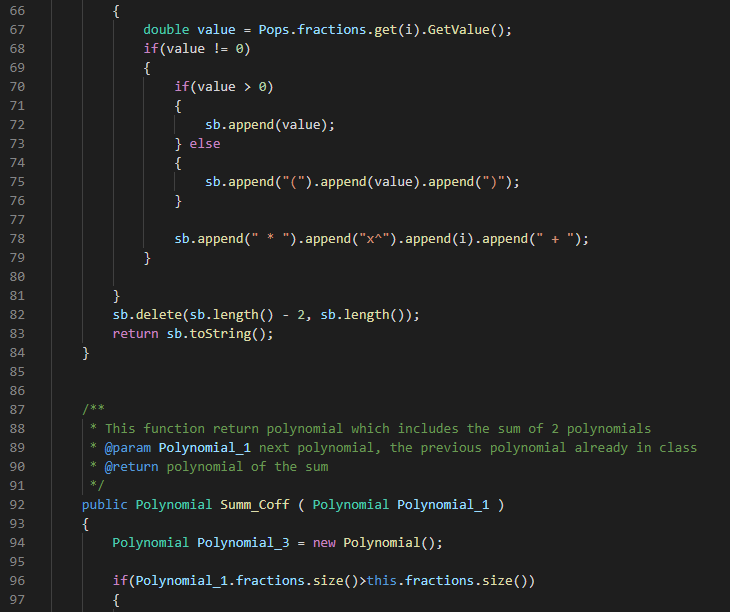 66 {
67 double value = Pops.fractions.get(i).GetValue();
68 if(value != 0)
69 {
70 if(value > 0)
71 {
72 sb.append(value);
73 } else
74 {
75 sb.append("(").append(value).append(")");
76 }
77
78 sb.append(" * ").append("x^").append(i).append(" + ");
79 }
80
81 }
82 sb.delete(sb.length() - 2, sb.length());
83 return sb.toString();
84 }
85
86
87 /**
88 * This function return polynomial which includes the sum of 2 polynomials
89 * @param Polynomial_1 next polynomial, the previous polynomial already in class
90 * @return polynomial of the sum
91 */
92 public Polynomial Summ_Coff ( Polynomial Polynomial_1 )
93 {
94 Polynomial Polynomial_3 = new Polynomial();
95
96 if(Polynomial_1.fractions.size()>this.fractions.size())
97 {